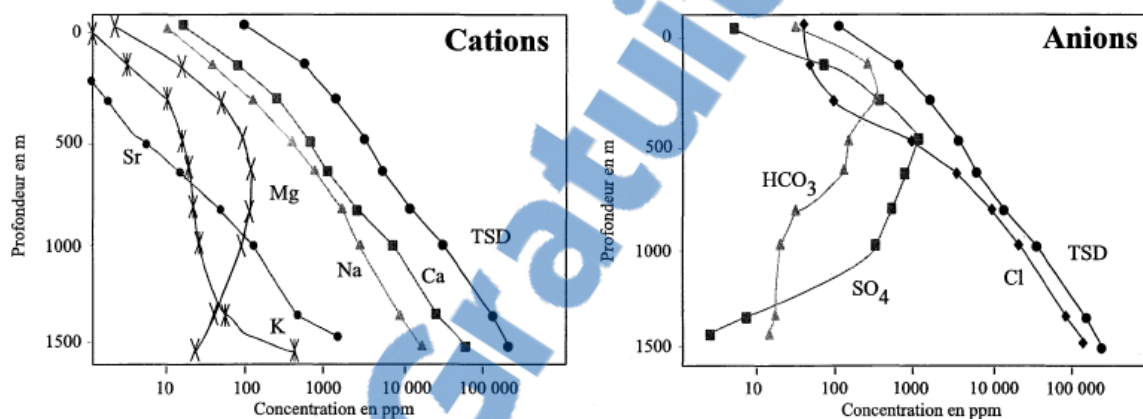 Cations
Profondeur en m
0
500
1000
1500
Sr
Mg
Na
Ca
TSD
K
10
100
1000
10 000
100 000
Concentration en ppm
Anions
Profondeur en m
0
500
1000
1500
HCO3
SO4
Cl
TSD
10
100
1000
10 000
100 000
Concentration en ppm
Gratuit